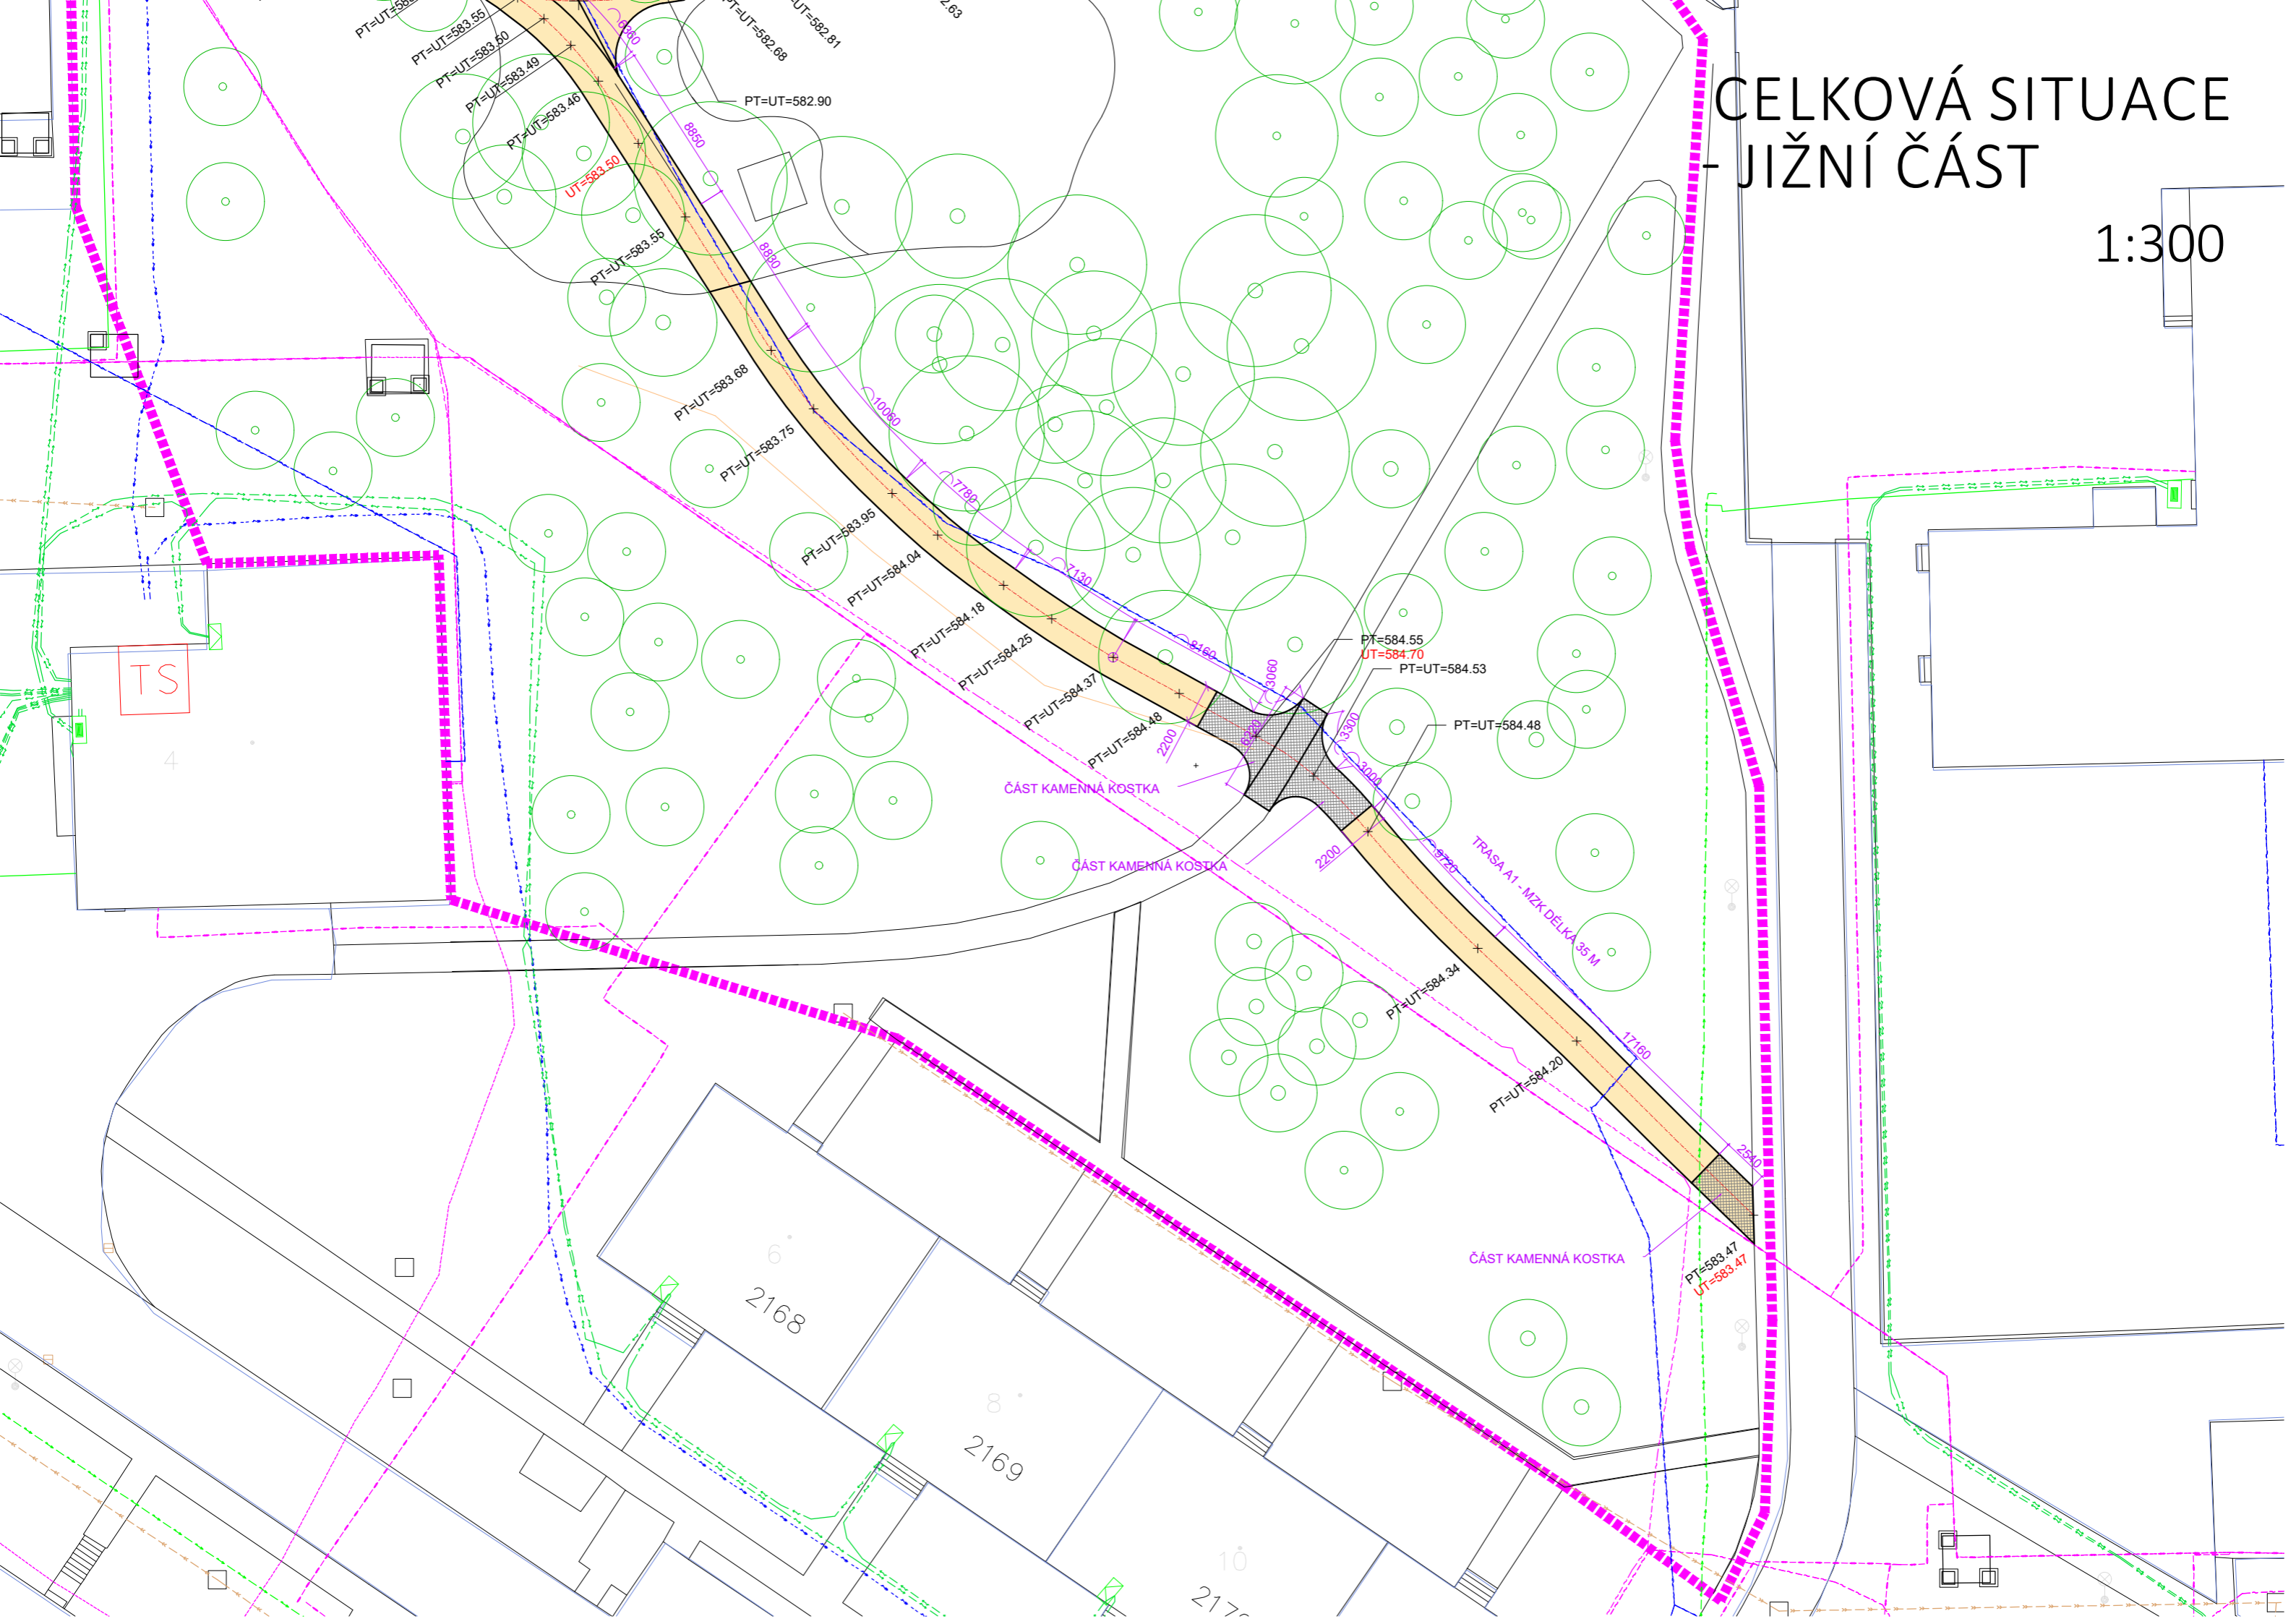 CELKOVÁ SITUACE
- JIŽNÍ ČÁST
1:300
PT=UT=583.55
PT=UT=583.50
PT=UT=583.49
PT=UT=583.46
UT=583.50
PT=UT=583.55
PT=UT=582.68
PT=UT=582.90
6360
8850
8830
PT=UT=583.68
10060
PT=UT=583.75
7780
PT=UT=583.95
PT=UT=584.04
7130
PT=UT=584.18
PT=UT=584.25
8160
PT=UT=584.37
PT=UT=584.48
PT=584.55
UT=584.70
PT=UT=584.53
PT=UT=584.48
3060
3300
2200
3000
ČÁST KAMENNÁ KOSTKA
ČÁST KAMENNÁ KOSTKA
2200
9720
TRASA A1 - MZK DÉLKA 35 M
PT=UT=584.34
17160
PT=UT=584.20
2540
ČÁST KAMENNÁ KOSTKA
PT=583.47
UT=583.47
TS
4
6
2168
8
2169
10